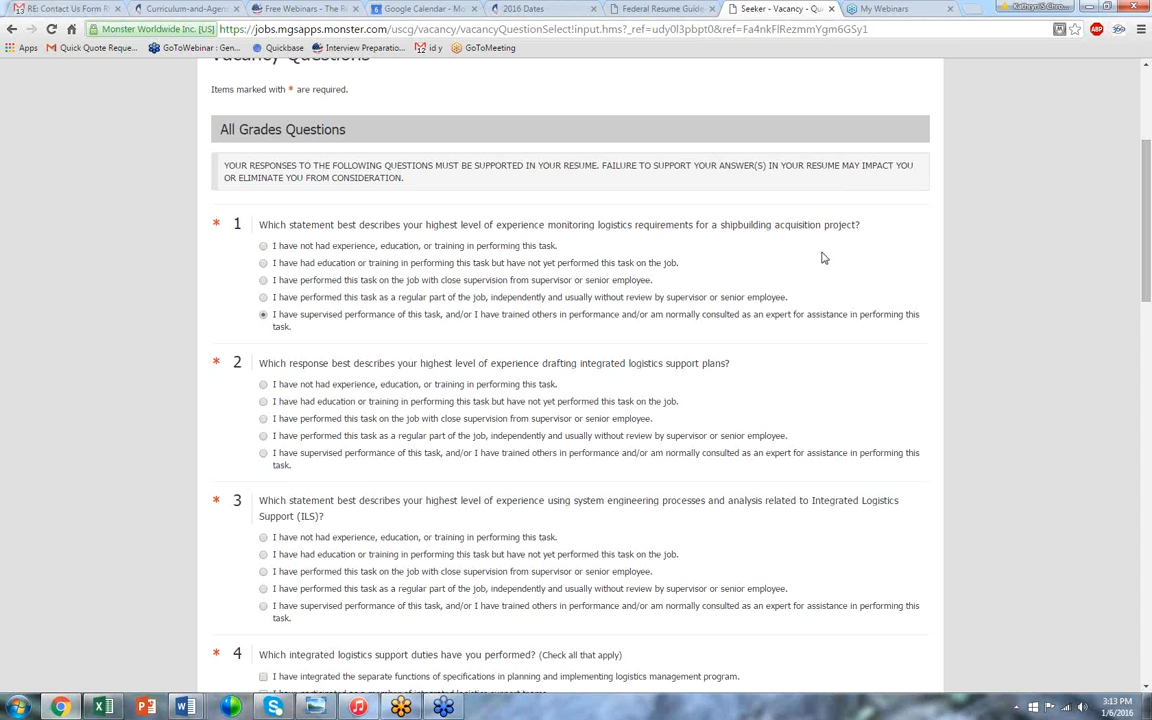 RE: Contact Us Form R
Curriculum-and-Agen
Free Webinars - The R
Google Calendar - Mo
2016 Dates
Federal Resume Guide
Seeker - Vacancy - Qu
My Webinars
Monster Worldwide Inc. [US]
https://jobs.mgsapps.monster.com/uscg/vacancy/vacancyQuestionSelect!input.hms?_ref=udy0l3pbpt0&ref=Fa4nkFlRezmmYgm6GSy1
ABP
Apps
Quick Quote Reque...
GoToWebinar : Gen...
Quickbase
Interview Preparatio...
id y
GoToMeeting
Vacancy Questions
Items marked with * are required.
All Grades Questions
YOUR RESPONSES TO THE FOLLOWING QUESTIONS MUST BE SUPPORTED IN YOUR RESUME. FAILURE TO SUPPORT YOUR ANSWER(S) IN YOUR RESUME MAY IMPACT YOU
OR ELIMINATE YOU FROM CONSIDERATION.
* 1 Which statement best describes your highest level of experience monitoring logistics requirements for a shipbuilding acquisition project?
I have not had experience, education, or training in performing this task.
I have had education or training in performing this task but have not yet performed this task on the job.
I have performed this task on the job with close supervision from supervisor or senior employee.
I have performed this task as a regular part of the job, independently and usually without review by supervisor or senior employee.
I have supervised performance of this task, and/or I have trained others in performance and/or am normally consulted as an expert for assistance in performing this
task.
* 2 Which response best describes your highest level of experience drafting integrated logistics support plans?
I have not had experience, education, or training in performing this task.
I have had education or training in performing this task but have not yet performed this task on the job.
I have performed this task on the job with close supervision from supervisor or senior employee.
I have performed this task as a regular part of the job, independently and usually without review by supervisor or senior employee.
I have supervised performance of this task, and/or I have trained others in performance and/or am normally consulted as an expert for assistance in performing this
task.
* 3 Which statement best describes your highest level of experience using system engineering processes and analysis related to Integrated Logistics
Support (ILS)?
I have not had experience, education, or training in performing this task.
I have had education or training in performing this task but have not yet performed this task on the job.
I have performed this task on the job with close supervision from supervisor or senior employee.
I have performed this task as a regular part of the job, independently and usually without review by supervisor or senior employee.
I have supervised performance of this task, and/or I have trained others in performance and/or am normally consulted as an expert for assistance in performing this
task.
* 4 Which integrated logistics support duties have you performed? (Check all that apply)
I have integrated the separate functions of specifications in planning and implementing logistics management program.
3:13 PM
1/6/2016